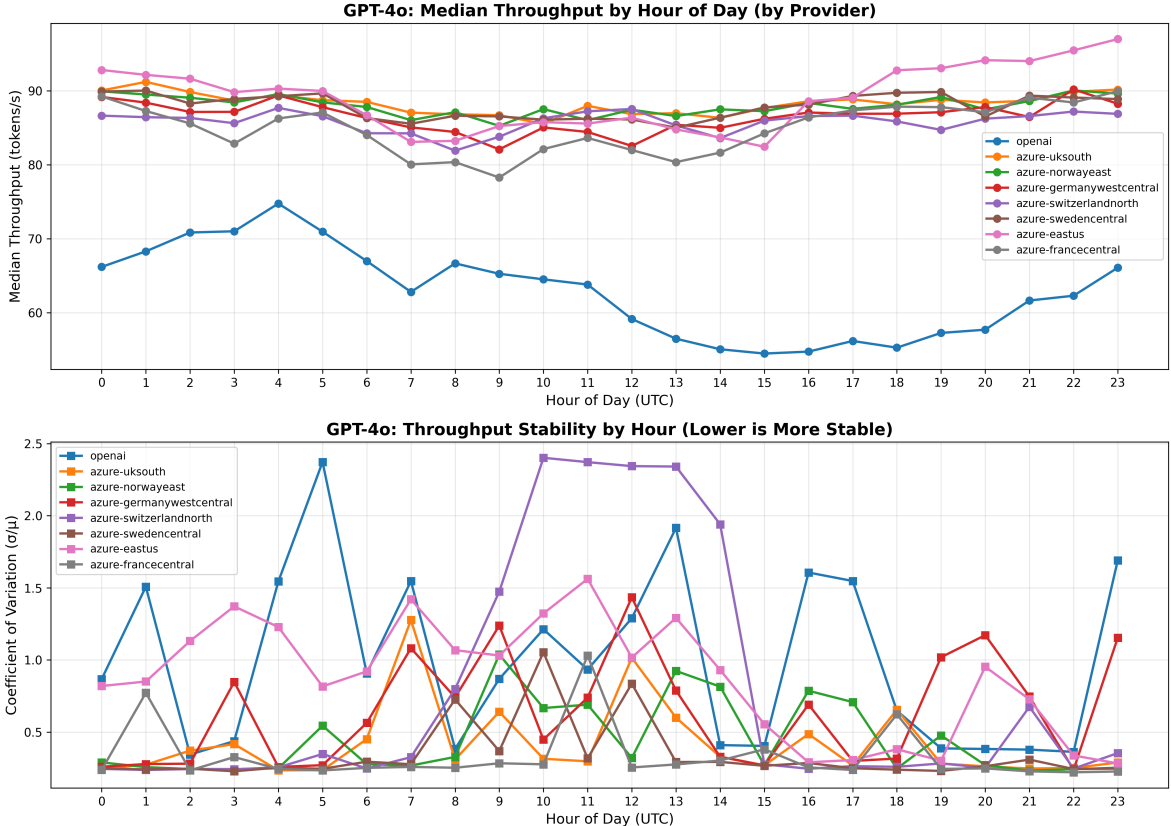 GPT-4o: Median Throughput by Hour of Day (by Provider)
Median Throughput (tokens/s)
90
80
70
60
openai
azure-uksouth
azure-norwayeast
azure-germanywestcentral
azure-switzerlandnorth
azure-swedencentral
azure-eastus
azure-francecentral
0 1 2 3 4 5 6 7 8 9 10 11 12 13 14 15 16 17 18 19 20 21 22 23
Hour of Day (UTC)
GPT-4o: Throughput Stability by Hour (Lower is More Stable)
Coefficient of Variation (σ/μ)
2.5
2.0
1.5
1.0
0.5
openai
azure-uksouth
azure-norwayeast
azure-germanywestcentral
azure-switzerlandnorth
azure-swedencentral
azure-eastus
azure-francecentral
0 1 2 3 4 5 6 7 8 9 10 11 12 13 14 15 16 17 18 19 20 21 22 23
Hour of Day (UTC)